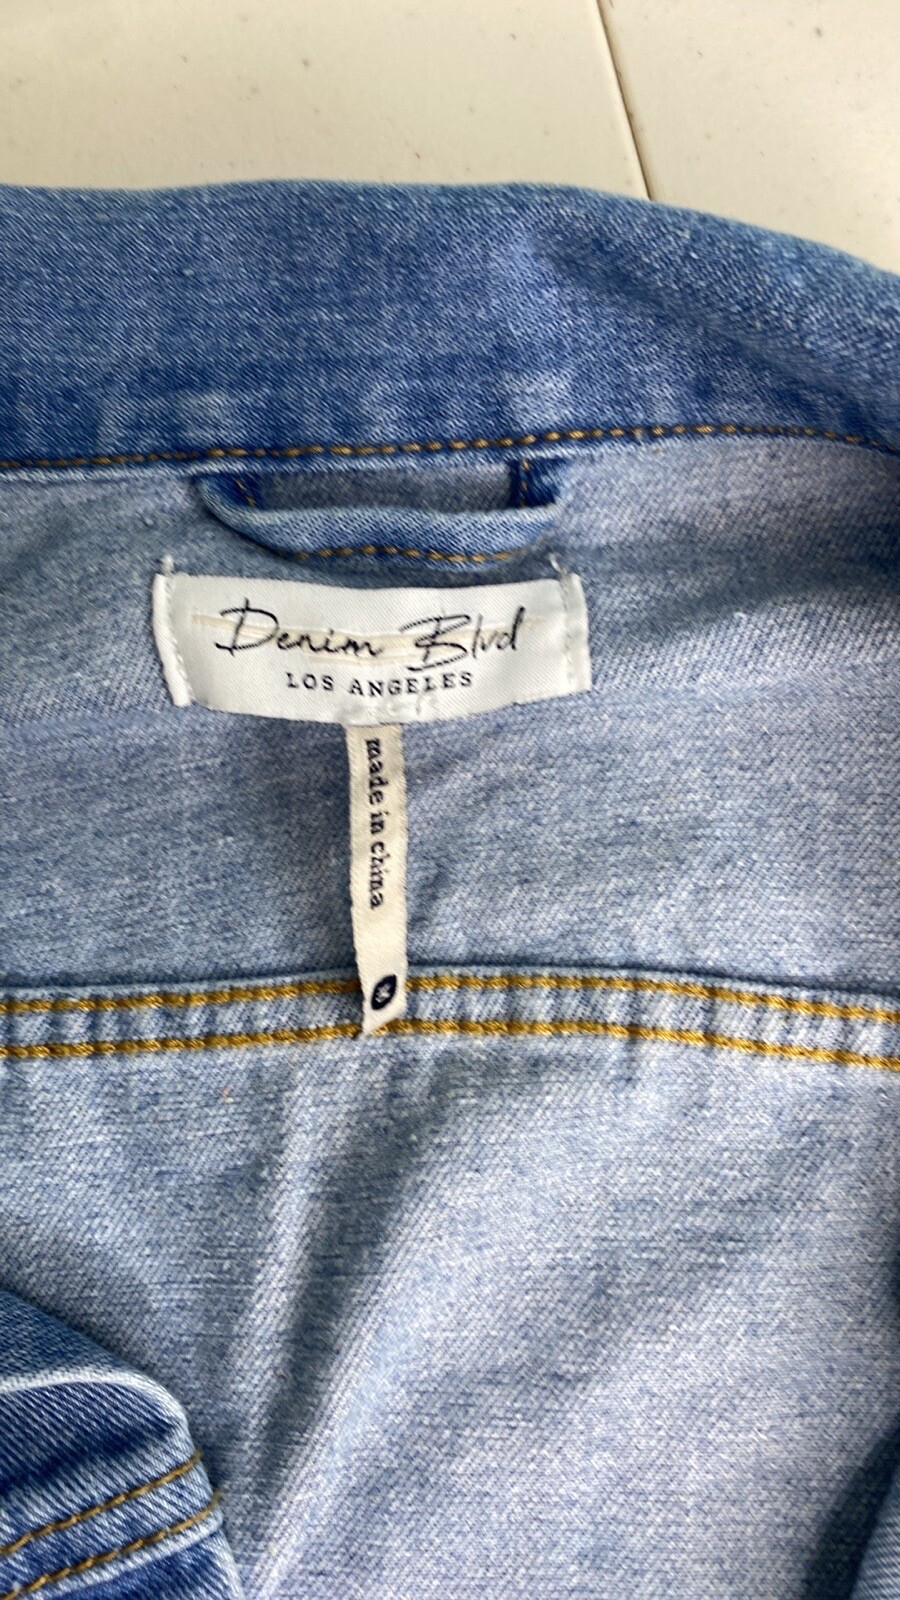 Denim Blvd
LOS ANGELES
made in china